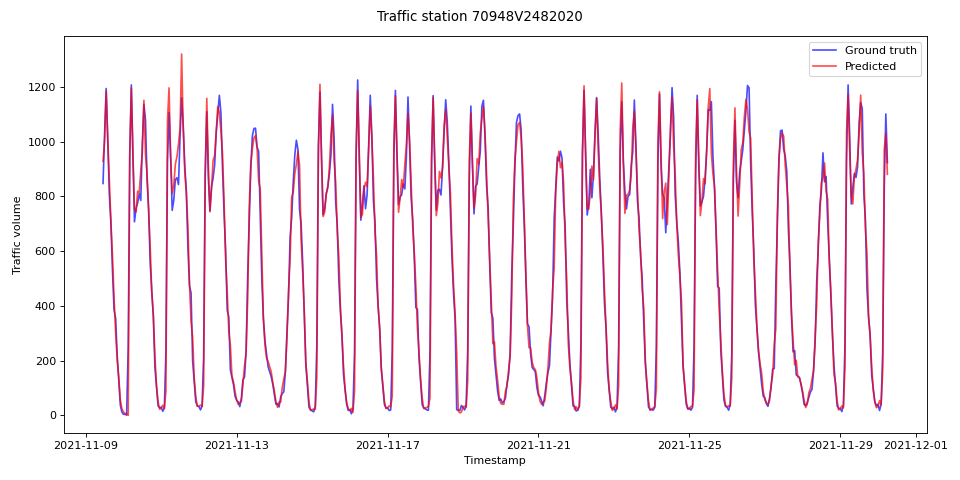 Traffic station 70948V2482020
Ground truth
Predicted
Traffic volume
1200
1000
800
600
400
200
0
2021-11-09
2021-11-13
2021-11-17
2021-11-21
2021-11-25
2021-11-29
2021-12-01
Timestamp